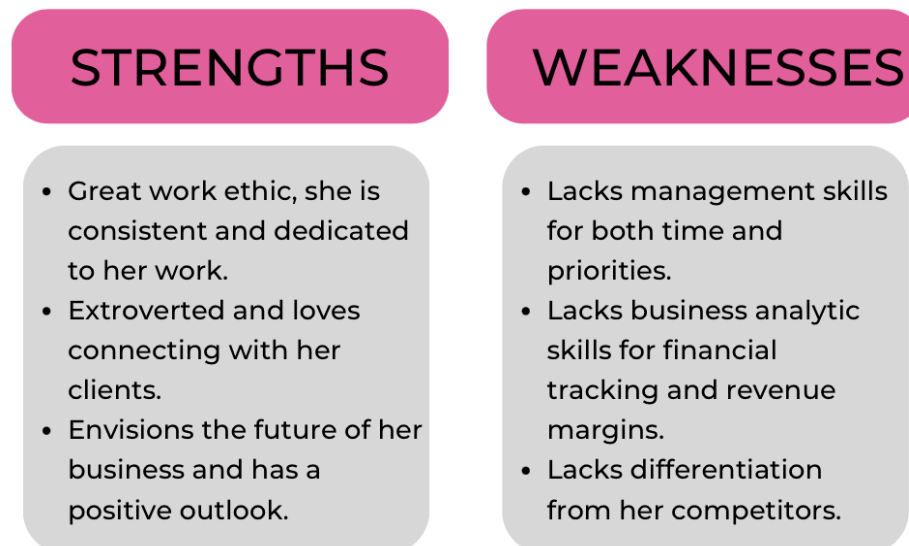 STRENGTHS
• Great work ethic, she is
consistent and dedicated
to her work.
• Extroverted and loves
connecting with her
clients.
• Envisions the future of her
business and has a
positive outlook.
WEAKNESSES
• Lacks management skills
for both time and
priorities.
• Lacks business analytic
skills for financial
tracking and revenue
margins.
• Lacks differentiation
from her competitors.